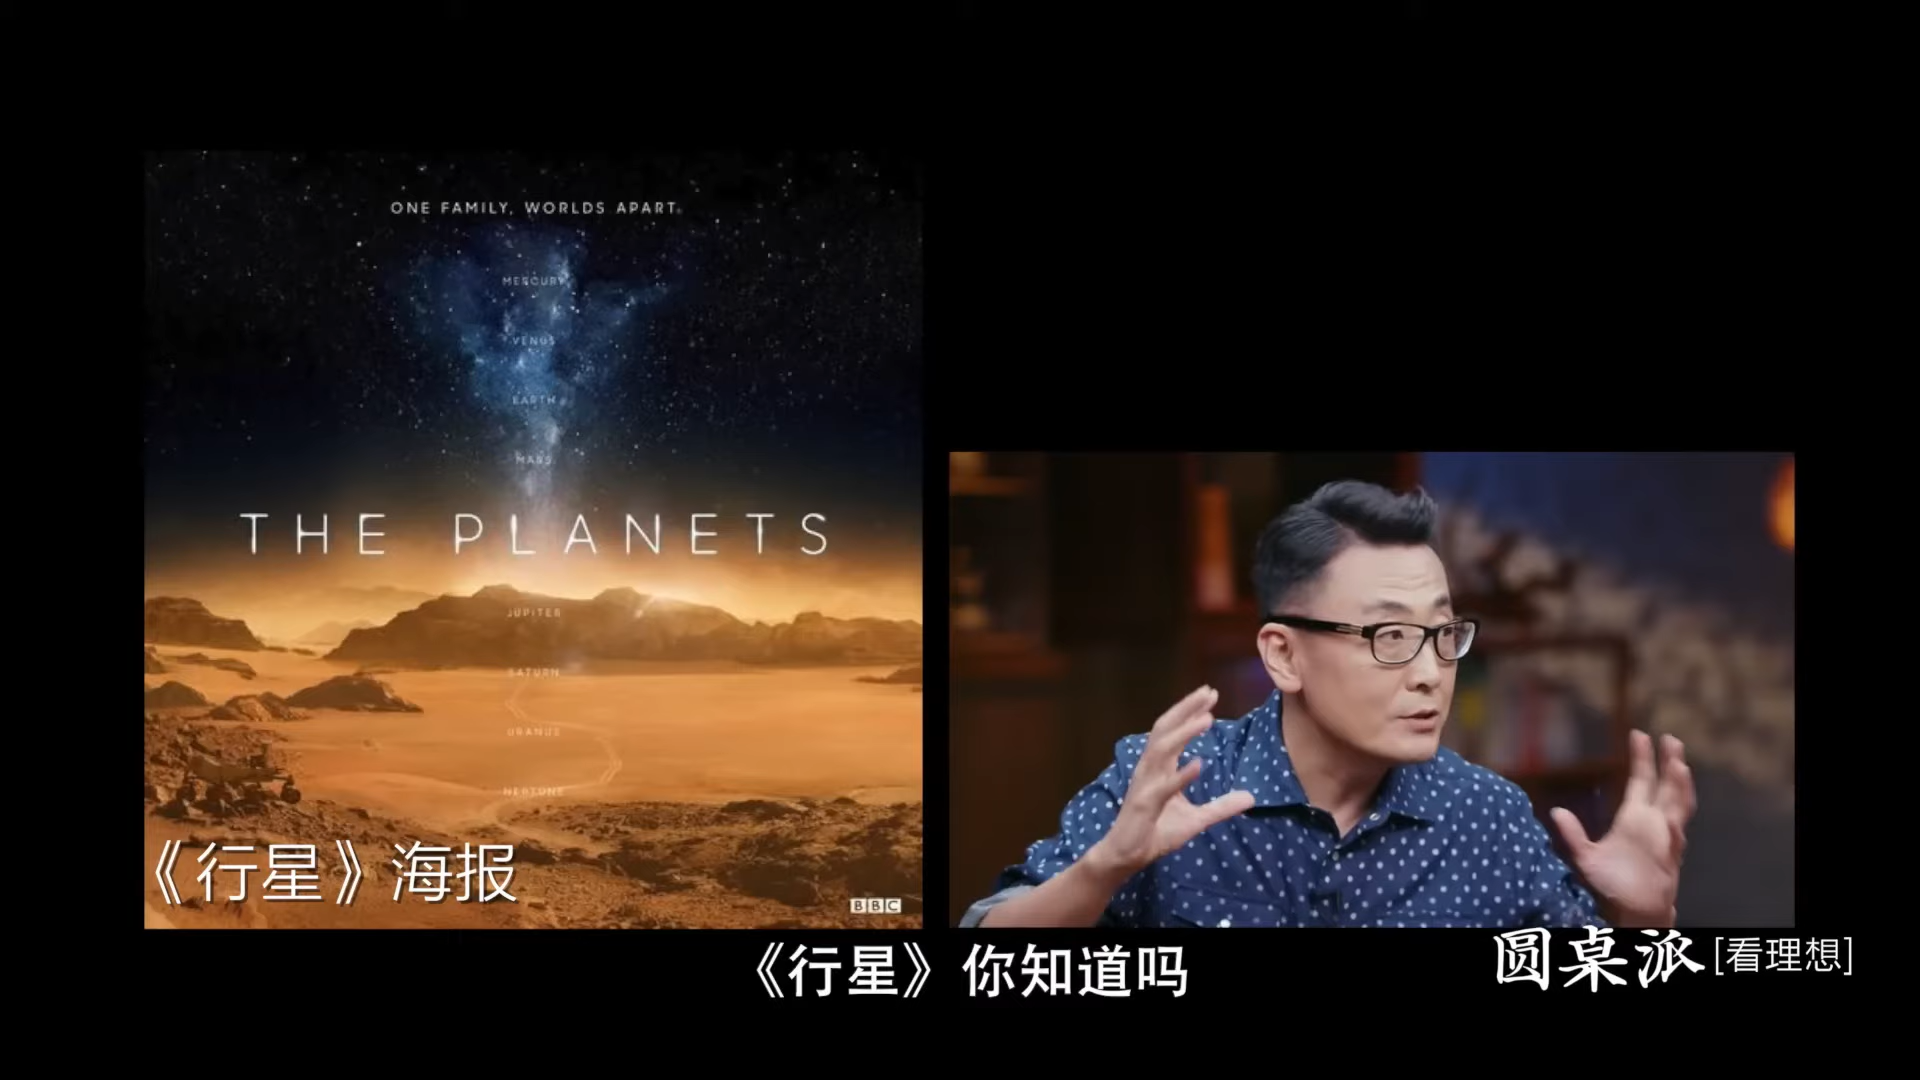 ONE FAMILY, WORLDS APART.
MERCURY
VENUS
EARTH
MARS
THE PLANETS
JUPITER
SATURN
URANUS
NEPTUNE
《行星》海报
BBC
《行星》你知道吗
圆桌派[看理想]